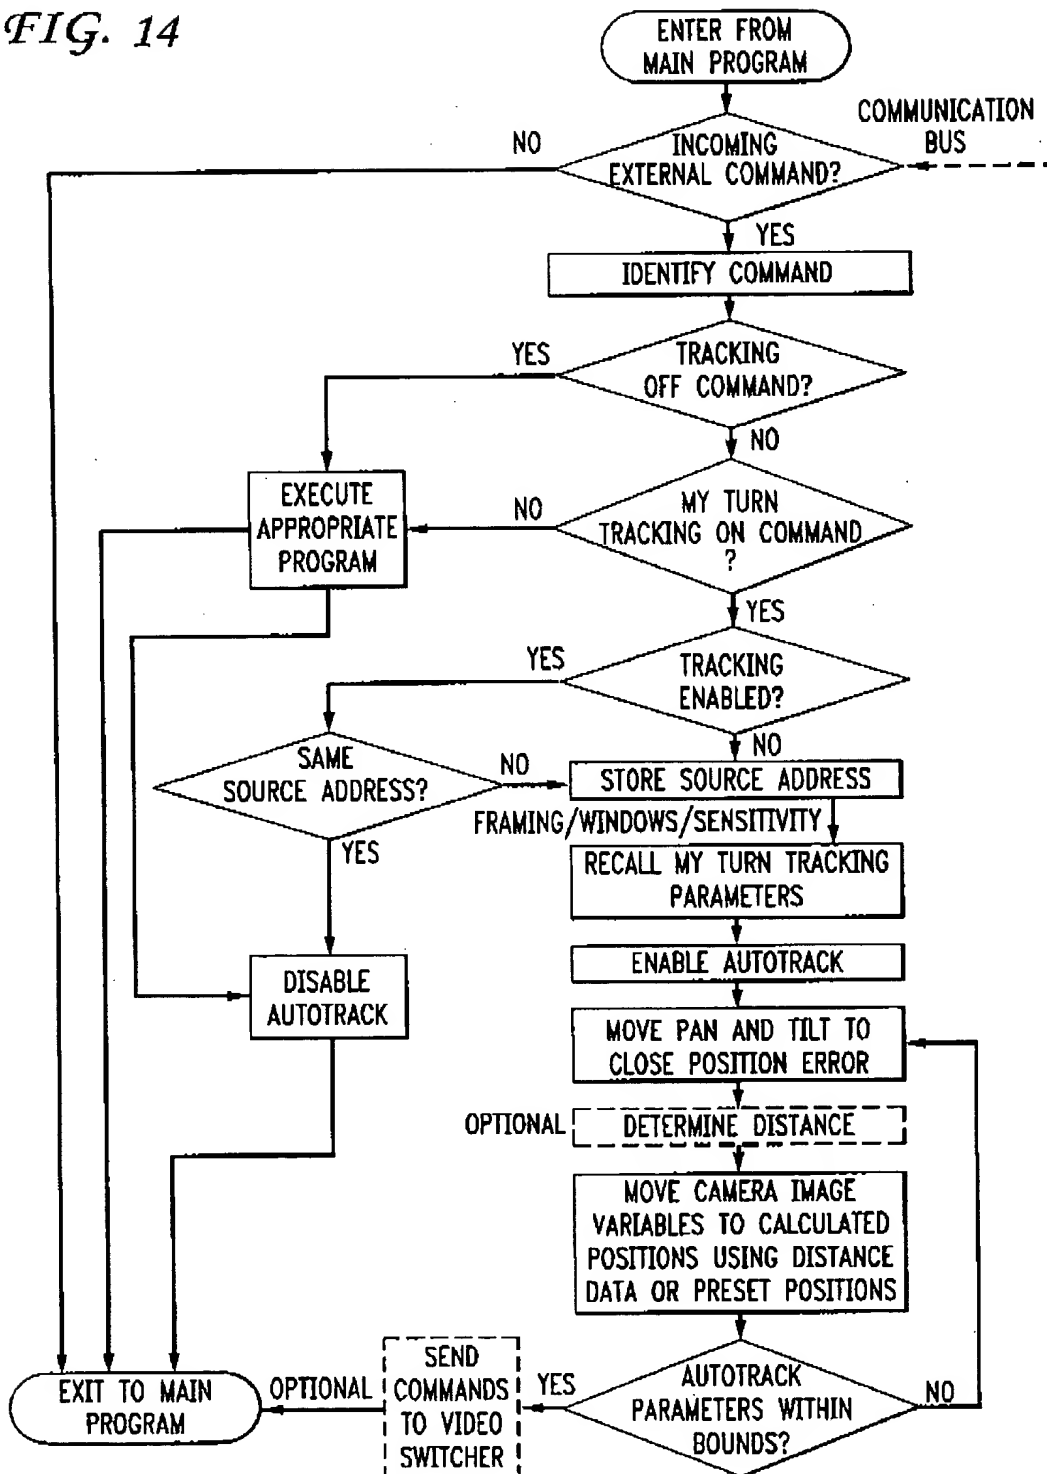 FIG. 14
ENTER FROM
MAIN PROGRAM
COMMUNICATION
BUS
NO
INCOMING
EXTERNAL COMMAND?
YES
IDENTIFY COMMAND
YES
TRACKING
OFF COMMAND?
NO
EXECUTE
APPROPRIATE
PROGRAM
NO
MY TURN
TRACKING ON COMMAND
?
YES
YES
TRACKING
ENABLED?
NO
SAME
SOURCE ADDRESS?
NO
STORE SOURCE ADDRESS
FRAMING/WINDOWS/SENSITIVITY
YES
RECALL MY TURN TRACKING
PARAMETERS
ENABLE AUTOTRACK
DISABLE
AUTOTRACK
MOVE PAN AND TILT TO
CLOSE POSITION ERROR
OPTIONAL
DETERMINE DISTANCE
MOVE CAMERA IMAGE
VARIABLES TO CALCULATED
POSITIONS USING DISTANCE
DATA OR PRESET POSITIONS
EXIT TO MAIN
PROGRAM
OPTIONAL
SEND
COMMANDS
TO VIDEO
SWITCHER
YES
AUTOTRACK
PARAMETERS WITHIN
BOUNDS?
NO